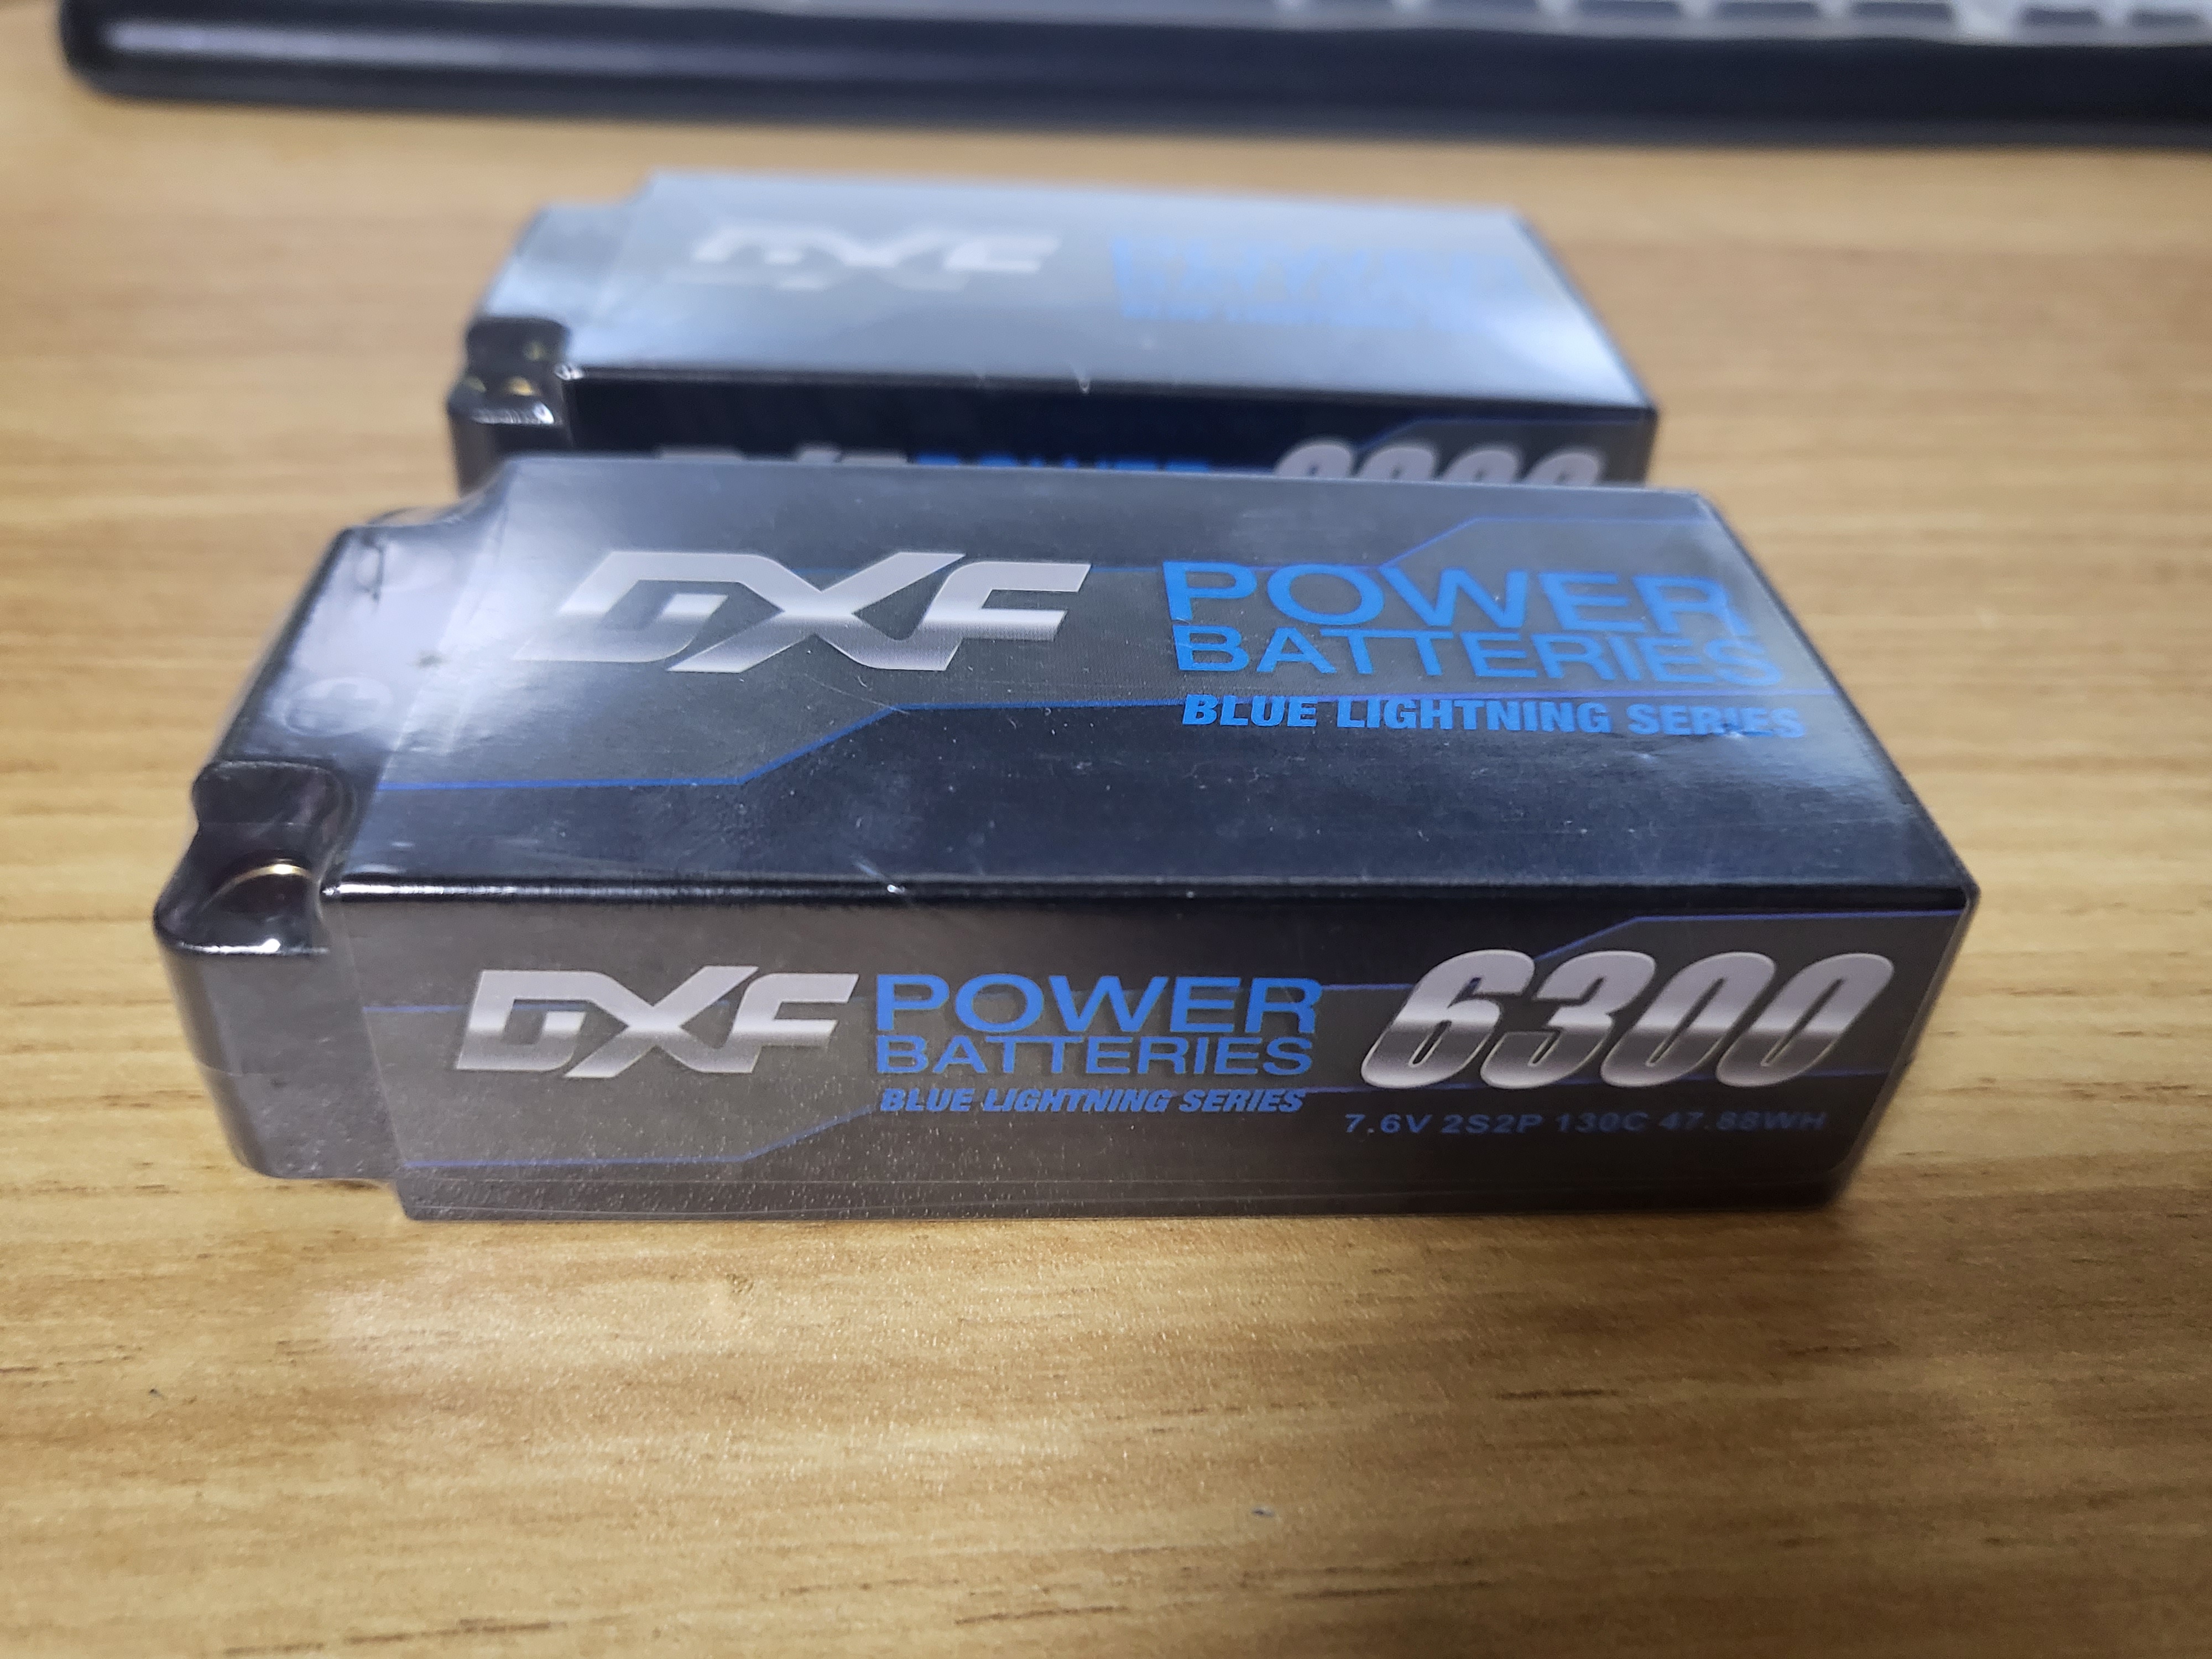 DXF
POWER
BATTERIES
BLUE LIGHTNING SERIES
DXF POWER
BATTERIES
BLUE LIGHTNING SERIES
6300
7.6V 2S2P 130C 47.88WH